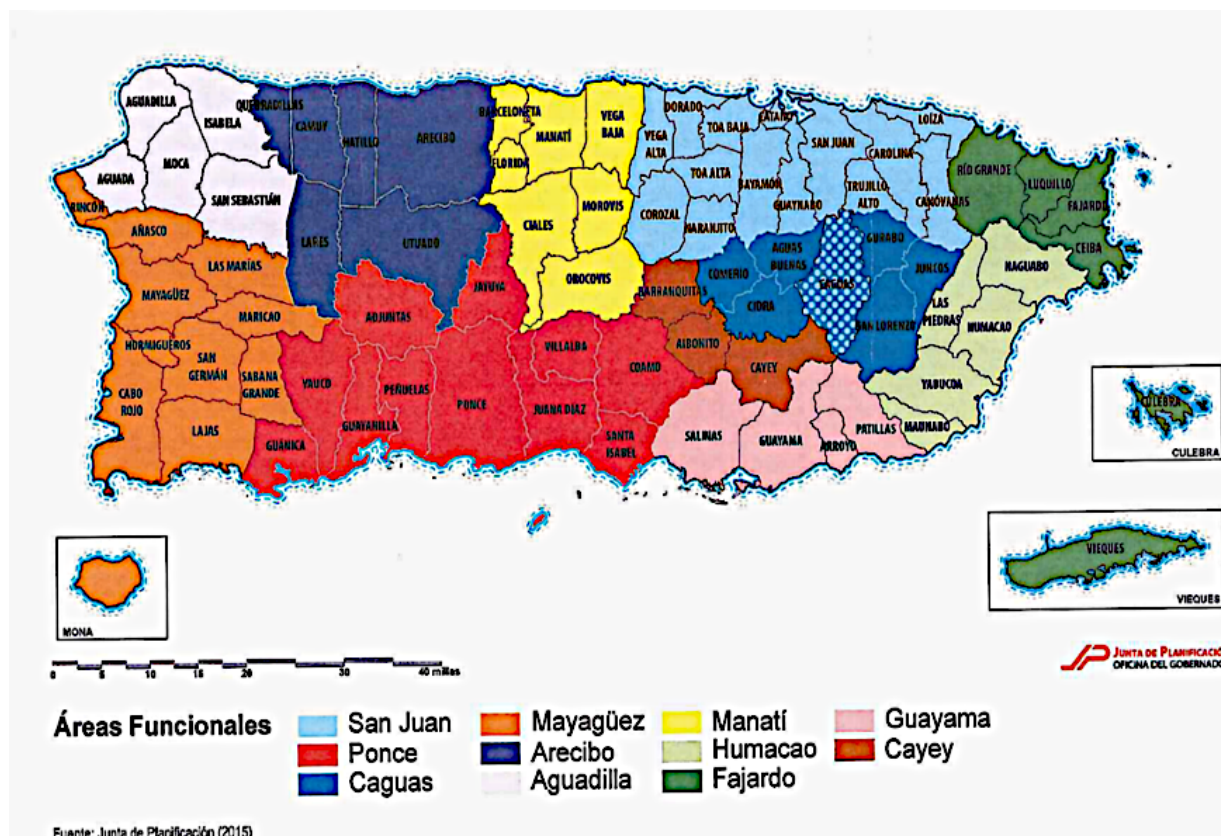 AGUADILLA
ISABELA
QUEBRADILLAS
CAMUY
HATILLO
ARECIBO
BARCELONETA
MANATÍ
VEGA
BAJA
VEGA
ALTA
DORADO
TOA BAJA
CATAÑO
SAN JUAN
LOÍZA
CAROLINA
RÍO GRANDE
LUQUILLO
FAJARDO
CEIBA
AGUADA
MOCA
SAN SEBASTIÁN
RINCÓN
AÑASCO
LAS MARÍAS
LARES
UTUADO
FLORIDA
CIALES
MOROVIS
OROCOVIS
COROZAL
TOA ALTA
NARANJITO
BAYAMÓN
GUAYNABO
TRUJILLO
ALTO
CANÓVANAS
MAYAGÜEZ
MARICAO
HORMIGUEROS
SAN
GERMÁN
SABANA
GRANDE
CABO
ROJO
LAJAS
ADJUNTAS
JAYUYA
YAUCO
GUÁNICA
GUAYANILLA
PEÑUELAS
PONCE
VILLALBA
JUANA DÍAZ
COAMO
SANTA
ISABEL
BARRANQUITAS
AIBONITO
CAYEY
COMERÍO
AGUAS
BUENAS
CIDRA
CAGUAS
GURABO
JUNCOS
SAN LORENZO
LAS
PIEDRAS
NAGUABO
HUMACAO
YABUCOA
MAUNABO
SALINAS
GUAYAMA
ARROYO
PATILLAS
CULEBRA
CULEBRA
VIEQUES
VIEQUES
MONA
0 5 10 15 20 30 40 millas
JP JUNTA DE PLANIFICACIÓ
OFICINA DEL GOBERNADO
Áreas Funcionales
San Juan
Ponce
Caguas
Mayagüez
Arecibo
Aguadilla
Manatí
Humacao
Fajardo
Guayama
Cayey
Fuente: Junta de Planificación (2015)